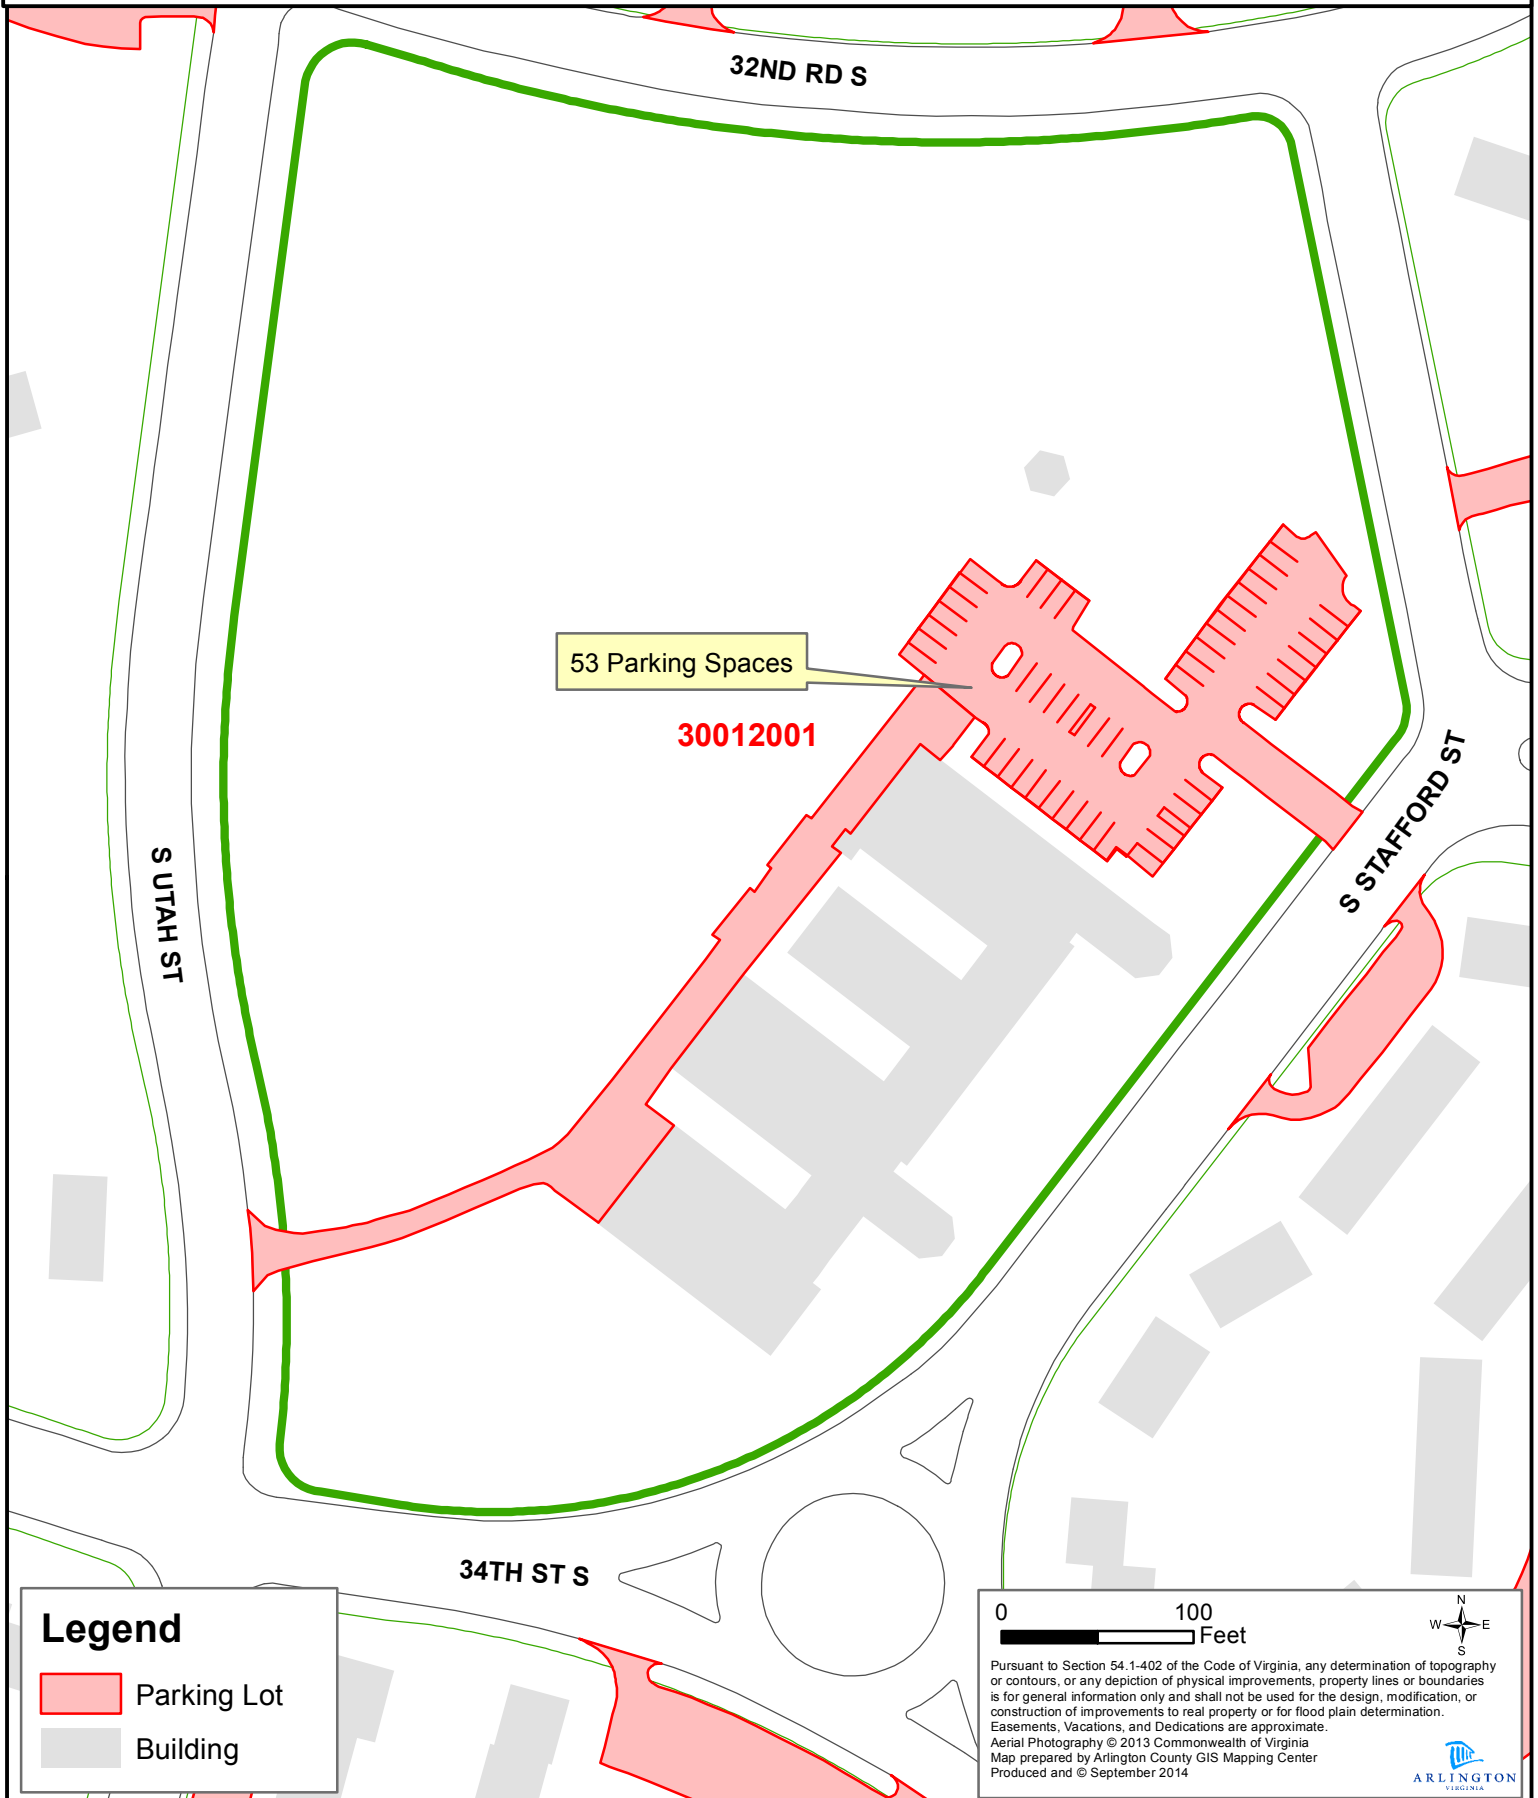 32ND RD S
53 Parking Spaces
30012001
S UTAH ST
S STAFFORD ST
34TH ST S
Legend
Parking Lot
Building
0 100
Feet
N
W E
S
Pursuant to Section 54.1-402 of the Code of Virginia, any determination of topography
or contours, or any depiction of physical improvements, property lines or boundaries
is for general information only and shall not be used for the design, modification, or
construction of improvements to real property or for flood plain determination.
Easements, Vacations, and Dedications are approximate.
Aerial Photography © 2013 Commonwealth of Virginia
Map prepared by Arlington County GIS Mapping Center
Produced and © September 2014
ARLINGTON
VIRGINIA